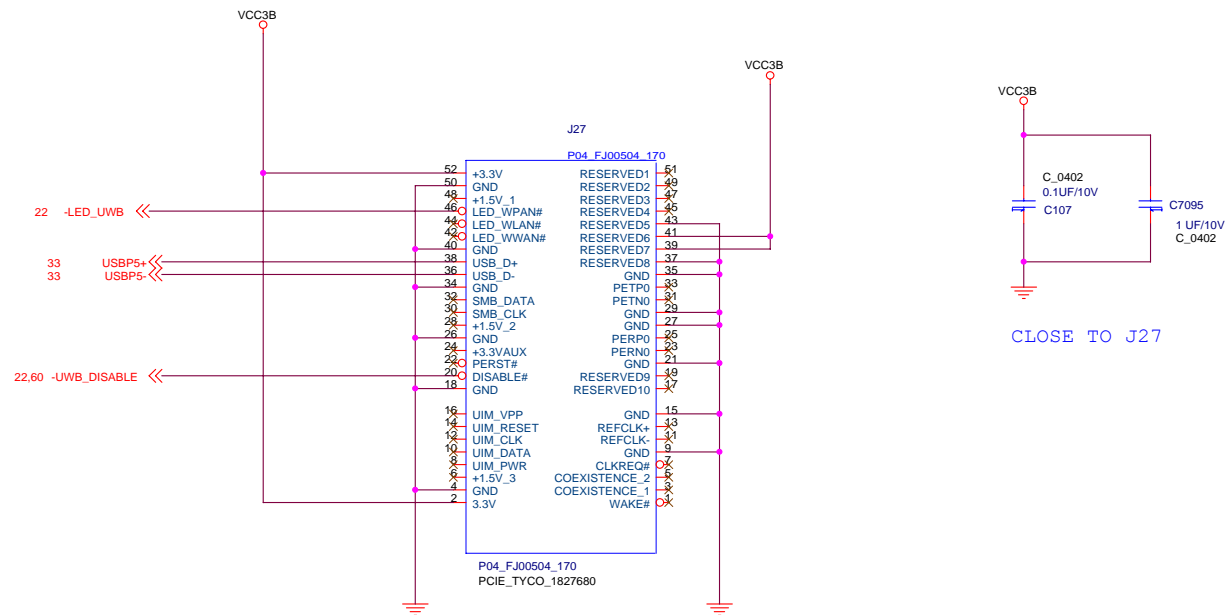 VCC3B
VCC3B
VCC3B
J27
P04_FJ00504_170
52 +3.3V RESERVED1 51
50 GND RESERVED2 49
48 +1.5V_1 RESERVED3 47
22 -LED_UWB 46 LED_WPAN# RESERVED4 45
44 LED_WLAN# RESERVED5 43
42 LED_WWAN# RESERVED6 41
40 GND RESERVED7 39
33 USBP5+ 38 USB_D+ RESERVED8 37
33 USBP5- 36 USB_D- GND 35
34 GND PETP0 33
32 SMB_DATA PETN0 31
30 SMB_CLK GND 29
28 +1.5V_2 GND 27
26 GND PERP0 25
24 +3.3VAUX PERN0 23
22 PERST# GND 21
22,60 -UWB_DISABLE 20 DISABLE# RESERVED9 19
18 GND RESERVED10 17
16 UIM_VPP GND 15
14 UIM_RESET REFCLK+ 13
12 UIM_CLK REFCLK- 11
10 UIM_DATA GND 9
8 UIM_PWR CLKREQ# 7
6 +1.5V_3 COEXISTENCE_2 5
4 GND COEXISTENCE_1 3
2 3.3V WAKE# 1
P04_FJ00504_170
PCIE_TYCO_1827680
C_0402
0.1UF/10V
C107
C7095
1 UF/10V
C_0402
CLOSE TO J27